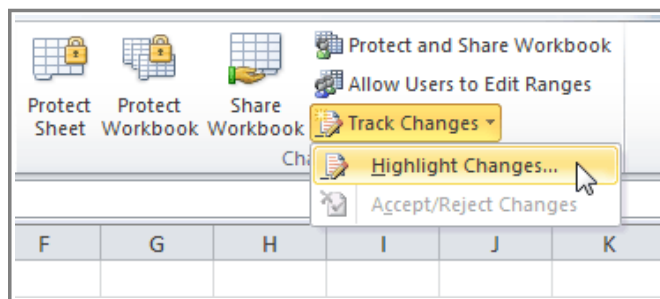 Protect and Share Workbook
Allow Users to Edit Ranges
Protect Sheet
Protect Workbook
Share Workbook
Track Changes
Highlight Changes...
Accept/Reject Changes
F G H I J K